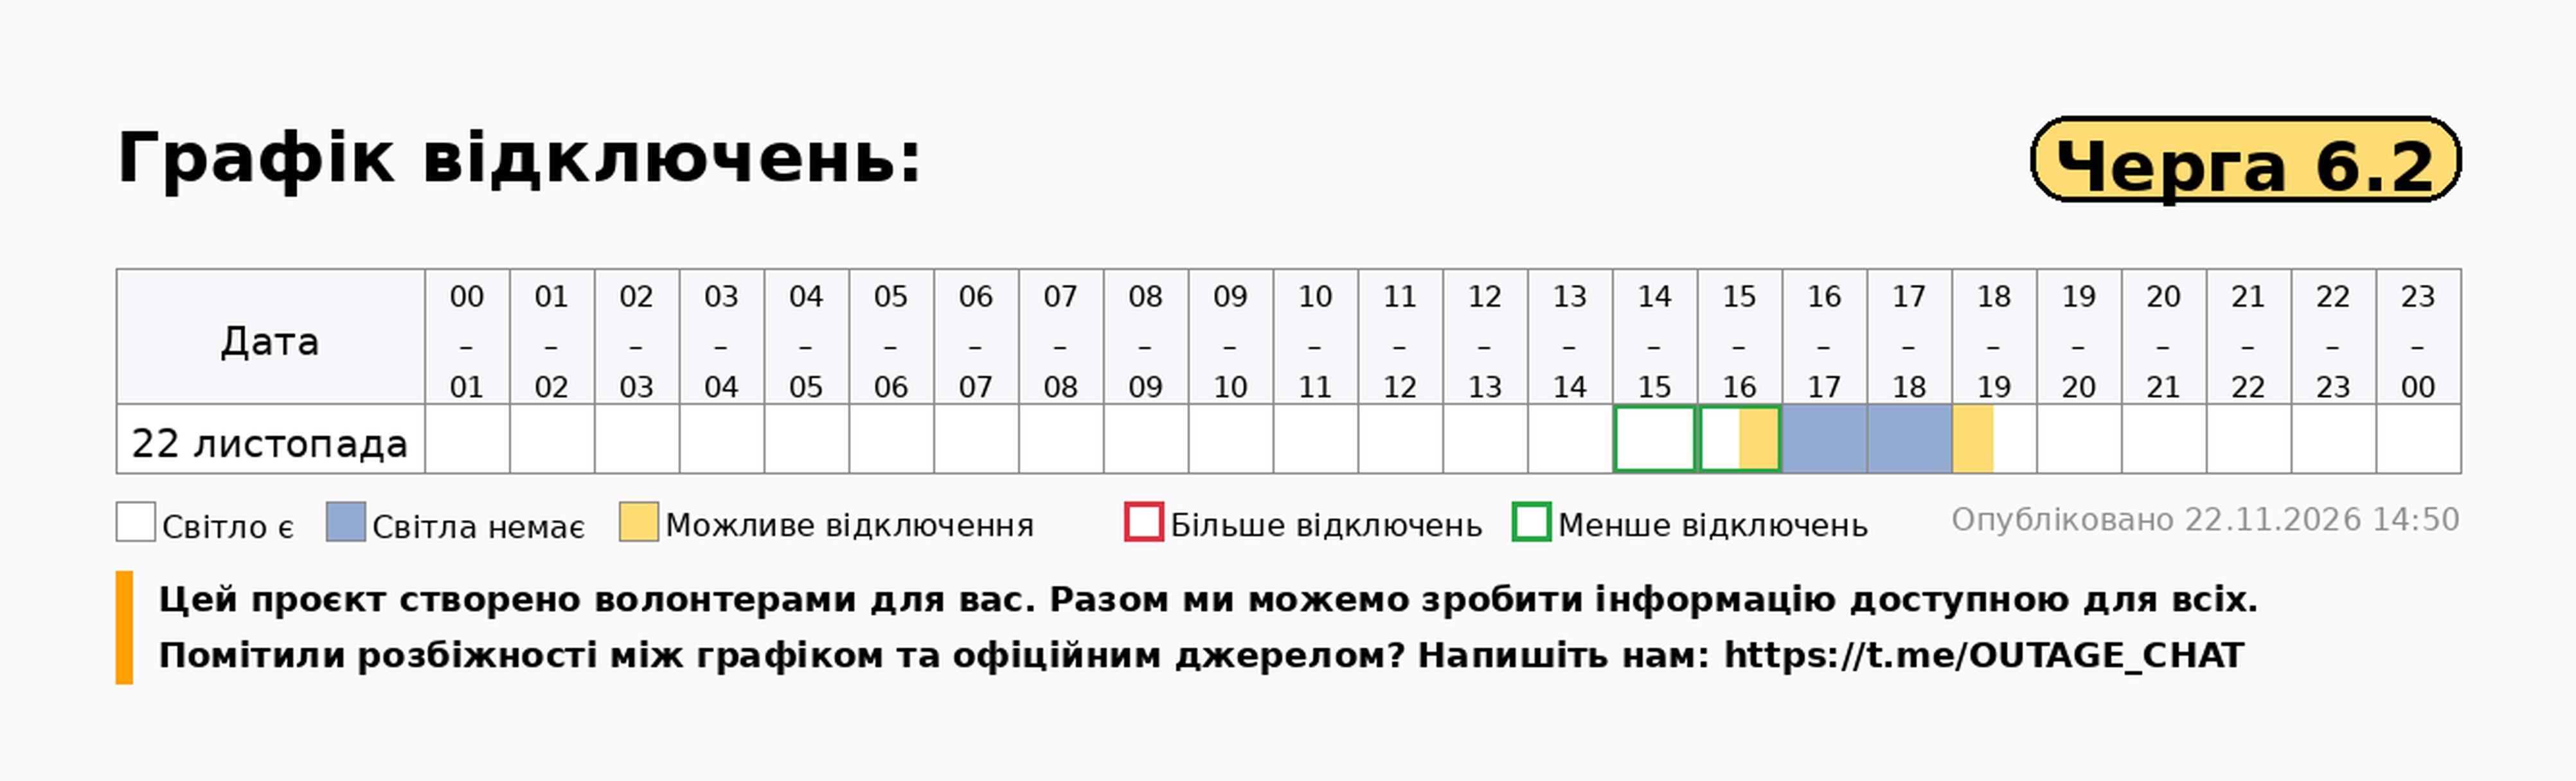 Графік відключень:
Черга 6.2
Дата
00 – 01
01 – 02
02 – 03
03 – 04
04 – 05
05 – 06
06 – 07
07 – 08
08 – 09
09 – 10
10 – 11
11 – 12
12 – 13
13 – 14
14 – 15
15 – 16
16 – 17
17 – 18
18 – 19
19 – 20
20 – 21
21 – 22
22 – 23
23 – 00
22 листопада
Світло є
Світла немає
Можливе відключення
Більше відключень
Менше відключень
Опубліковано 22.11.2026 14:50
Цей проєкт створено волонтерами для вас. Разом ми можемо зробити інформацію доступною для всіх.
Помітили розбіжності між графіком та офіційним джерелом? Напишіть нам: https://t.me/OUTAGE_CHAT